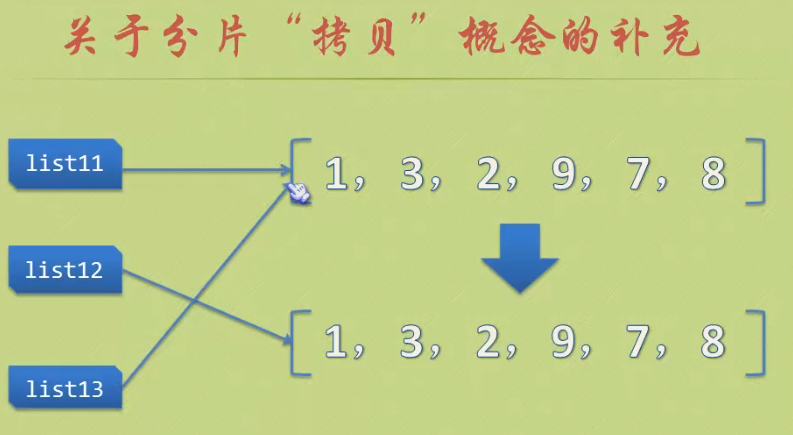 关于分片“拷贝”概念的补充
list11
1, 3, 2, 9, 7, 8
list12
1, 3, 2, 9, 7, 8
list13